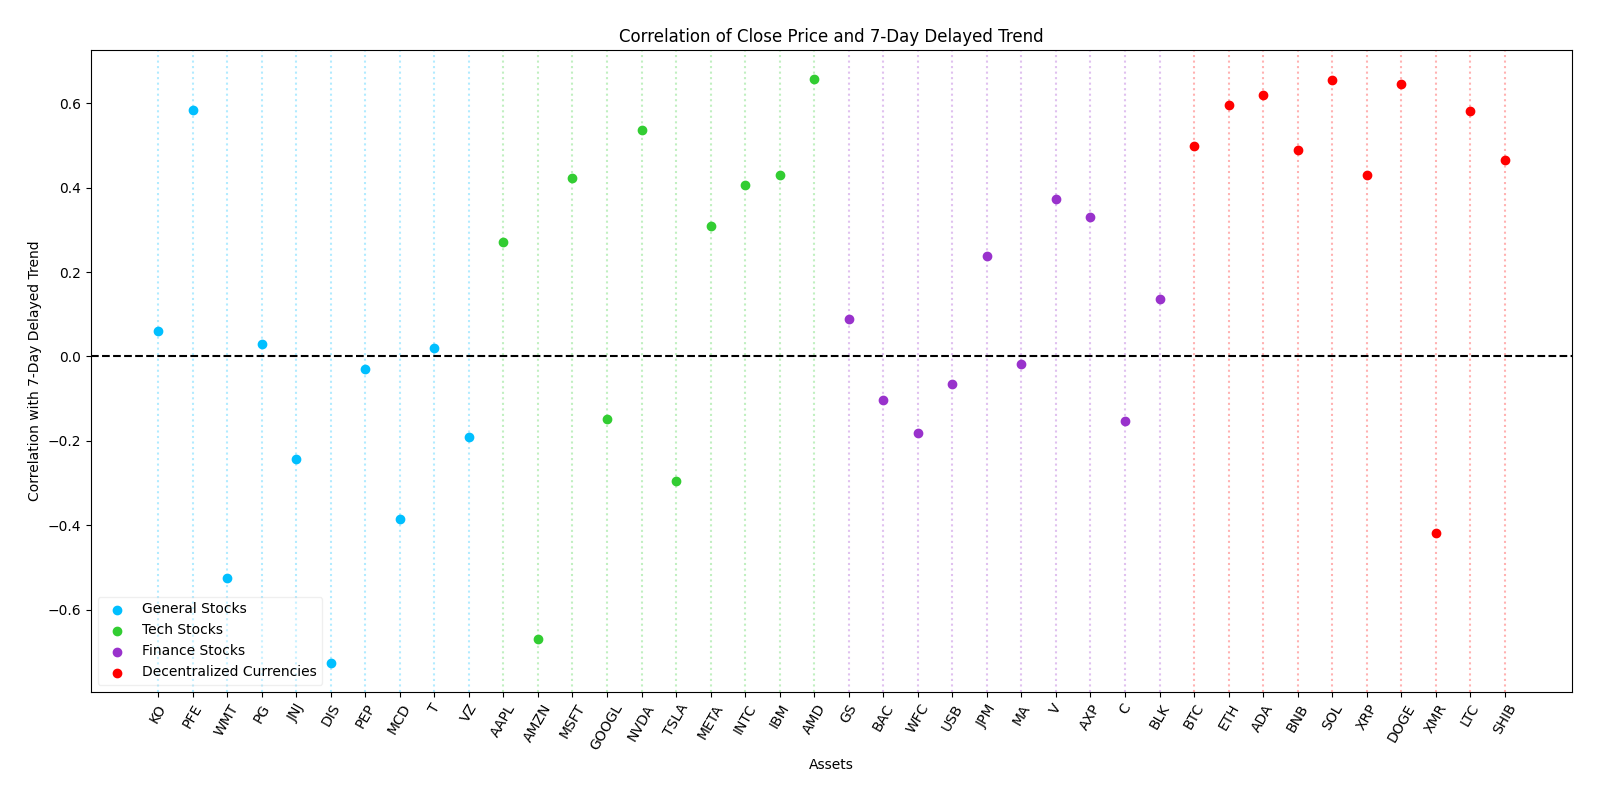 Correlation of Close Price and 7-Day Delayed Trend
Correlation with 7-Day Delayed Trend
0.6
0.4
0.2
0.0
−0.2
−0.4
−0.6
General Stocks
Tech Stocks
Finance Stocks
Decentralized Currencies
KO
PFE
WMT
PG
JNJ
DIS
PEP
MCD
T
VZ
AAPL
AMZN
MSFT
GOOGL
NVDA
TSLA
META
INTC
IBM
AMD
GS
BAC
WFC
USB
JPM
MA
V
AXP
C
BLK
BTC
ETH
ADA
BNB
SOL
XRP
DOGE
XMR
LTC
SHIB
Assets